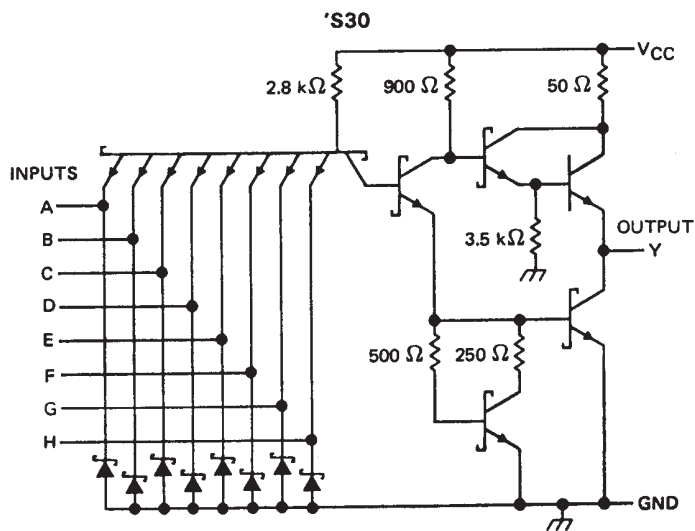 'S30
VCC
2.8 kΩ 900 Ω 50 Ω
INPUTS
A
B
C
D
E
F
G
H
3.5 kΩ
OUTPUT
Y
500 Ω 250 Ω
GND